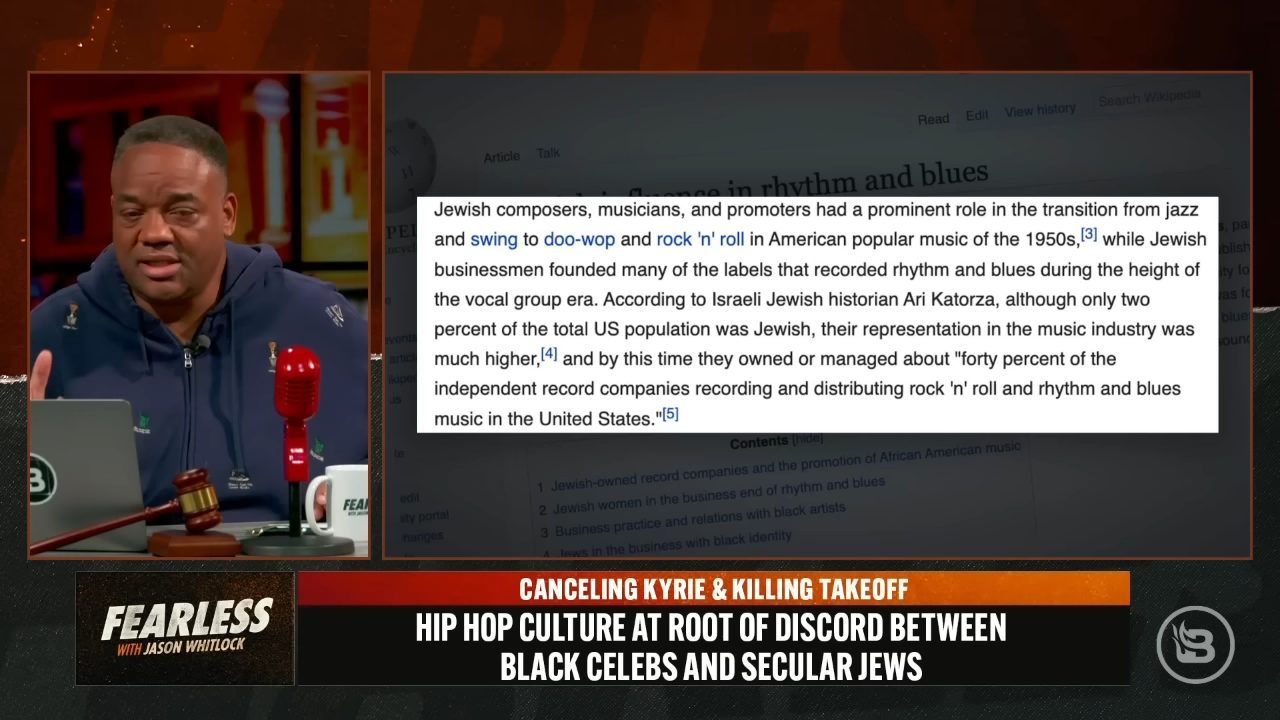 FEARLESS
Read Edit View history Search Wikipedia
Article Talk
influence in rhythm and blues
Jewish composers, musicians, and promoters had a prominent role in the transition from jazz
and swing to doo-wop and rock 'n' roll in American popular music of the 1950s,[3] while Jewish
businessmen founded many of the labels that recorded rhythm and blues during the height of
the vocal group era. According to Israeli Jewish historian Ari Katorza, although only two
percent of the total US population was Jewish, their representation in the music industry was
much higher,[4] and by this time they owned or managed about "forty percent of the
independent record companies recording and distributing rock 'n' roll and rhythm and blues
music in the United States."[5]
Contents [hide]
1 Jewish-owned record companies and the promotion of African American music
2 Jewish women in the business end of rhythm and blues
3 Business practice and relations with black artists
4 Jews in the business with black identity
B
FEAR
CANCELING KYRIE & KILLING TAKEOFF
FEARLESS
WITH JASON WHITLOCK
HIP HOP CULTURE AT ROOT OF DISCORD BETWEEN
BLACK CELEBS AND SECULAR JEWS
B